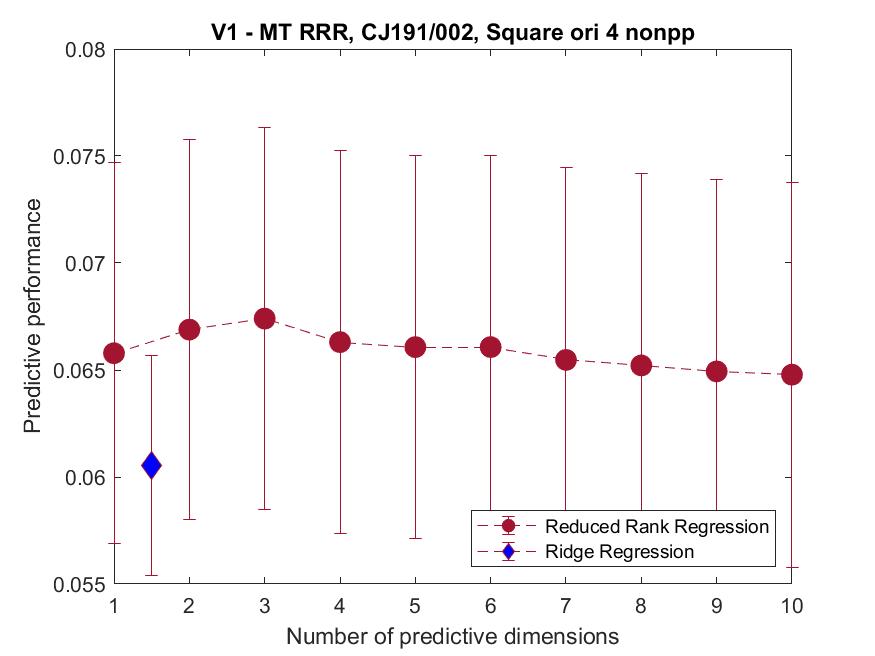 V1 - MT RRR, CJ191/002, Square ori 4 nonpp
0.08
0.075
0.07
0.065
0.06
0.055
Predictive performance
1 2 3 4 5 6 7 8 9 10
Number of predictive dimensions
Reduced Rank Regression
Ridge Regression